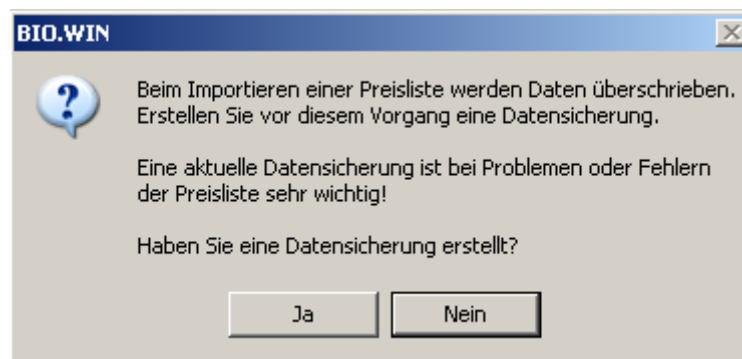 BIO.WIN
Beim Importieren einer Preisliste werden Daten überschrieben.
Erstellen Sie vor diesem Vorgang eine Datensicherung.
Eine aktuelle Datensicherung ist bei Problemen oder Fehlern
der Preisliste sehr wichtig!
Haben Sie eine Datensicherung erstellt?
Ja
Nein